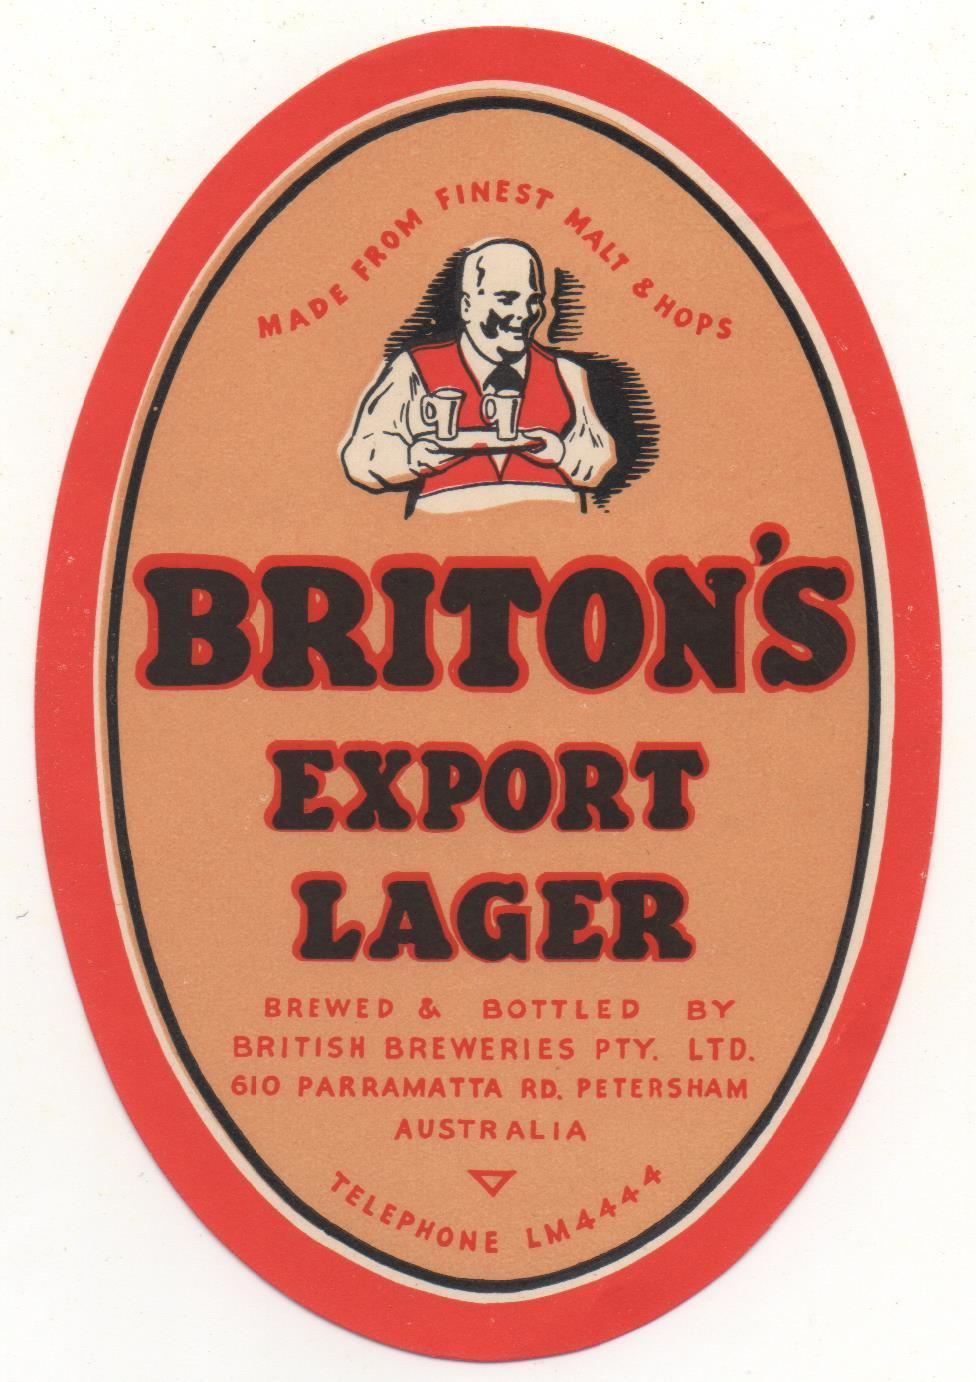 MADE FROM FINEST MALT & HOPS
BRITON'S
EXPORT
LAGER
BREWED & BOTTLED BY
BRITISH BREWERIES PTY. LTD.
610 PARRAMATTA RD. PETERSHAM
AUSTRALIA
TELEPHONE LM4444